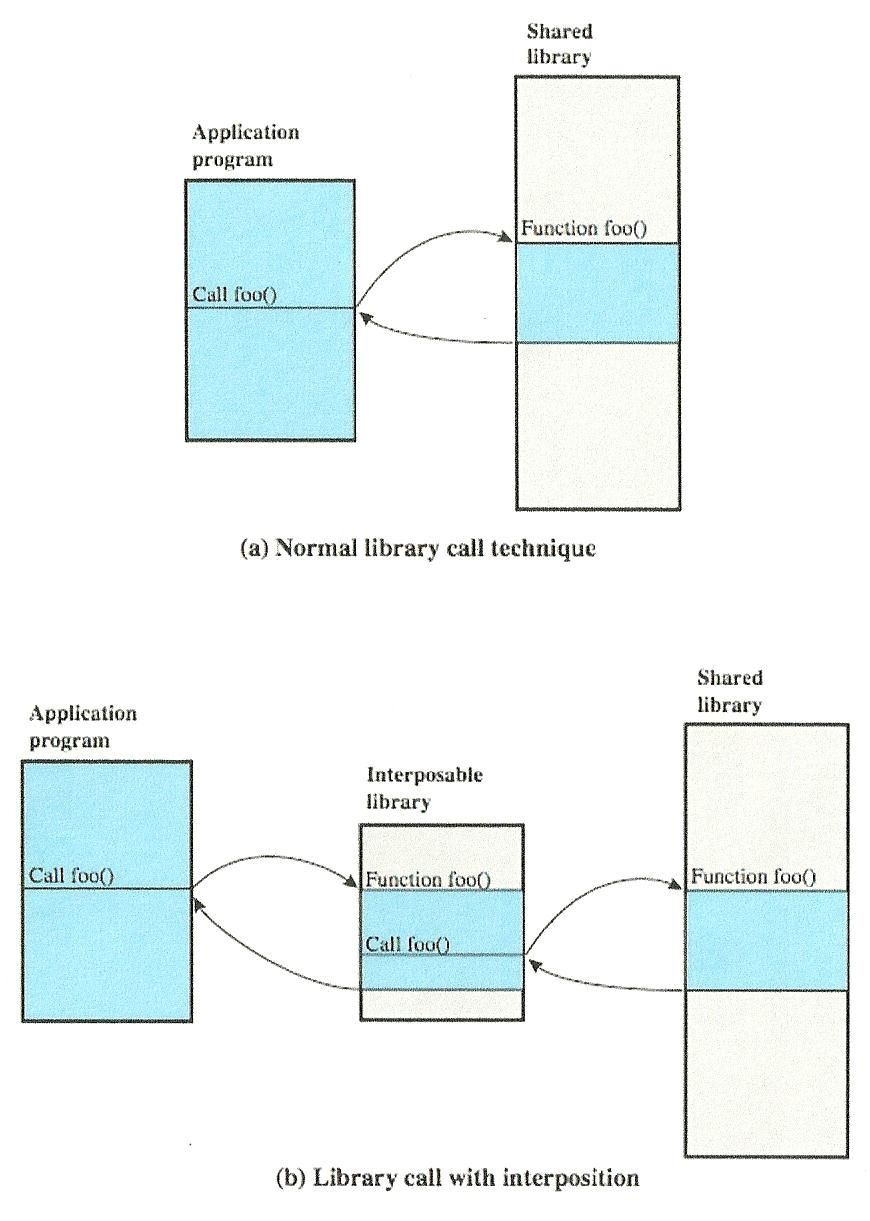 Shared
library
Application
program
Function foo()
Call foo()
(a) Normal library call technique
Shared
library
Application
program
Interposable
library
Call foo()
Function foo()
Function foo()
Call foo()
(b) Library call with interposition